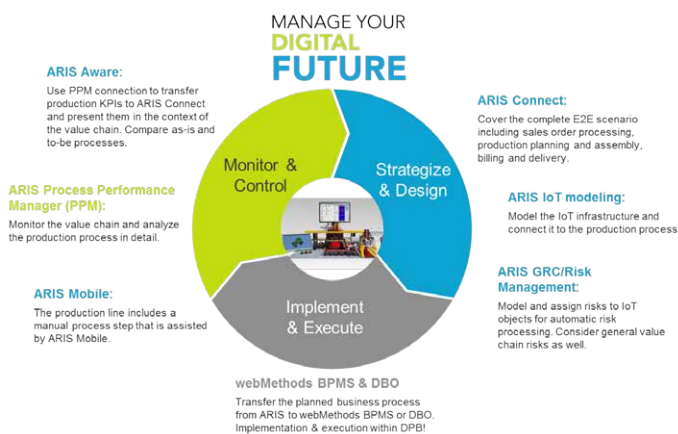 MANAGE YOUR
DIGITAL
FUTURE
ARIS Aware:
Use PPM connection to transfer
production KPIs to ARIS Connect
and present them in the context of
the value chain. Compare as-is and
to-be processes.
ARIS Process Performance
Manager (PPM):
Monitor the value chain and analyze
the production process in detail.
ARIS Mobile:
The production line includes a
manual process step that is assisted
by ARIS Mobile.
Monitor &
Control
Strategize
& Design
Implement
& Execute
ARIS Connect:
Cover the complete E2E scenario
including sales order processing,
production planning and assembly,
billing and delivery.
ARIS IoT modeling:
Model the IoT infrastructure and
connect it to the production process
ARIS GRC/Risk
Management:
Model and assign risks to IoT
objects for automatic risk
processing. Consider general value
chain risks as well.
webMethods BPMS & DBO
Transfer the planned business process
from ARIS to webMethods BPMS or DBO.
Implementation & execution within DPB!